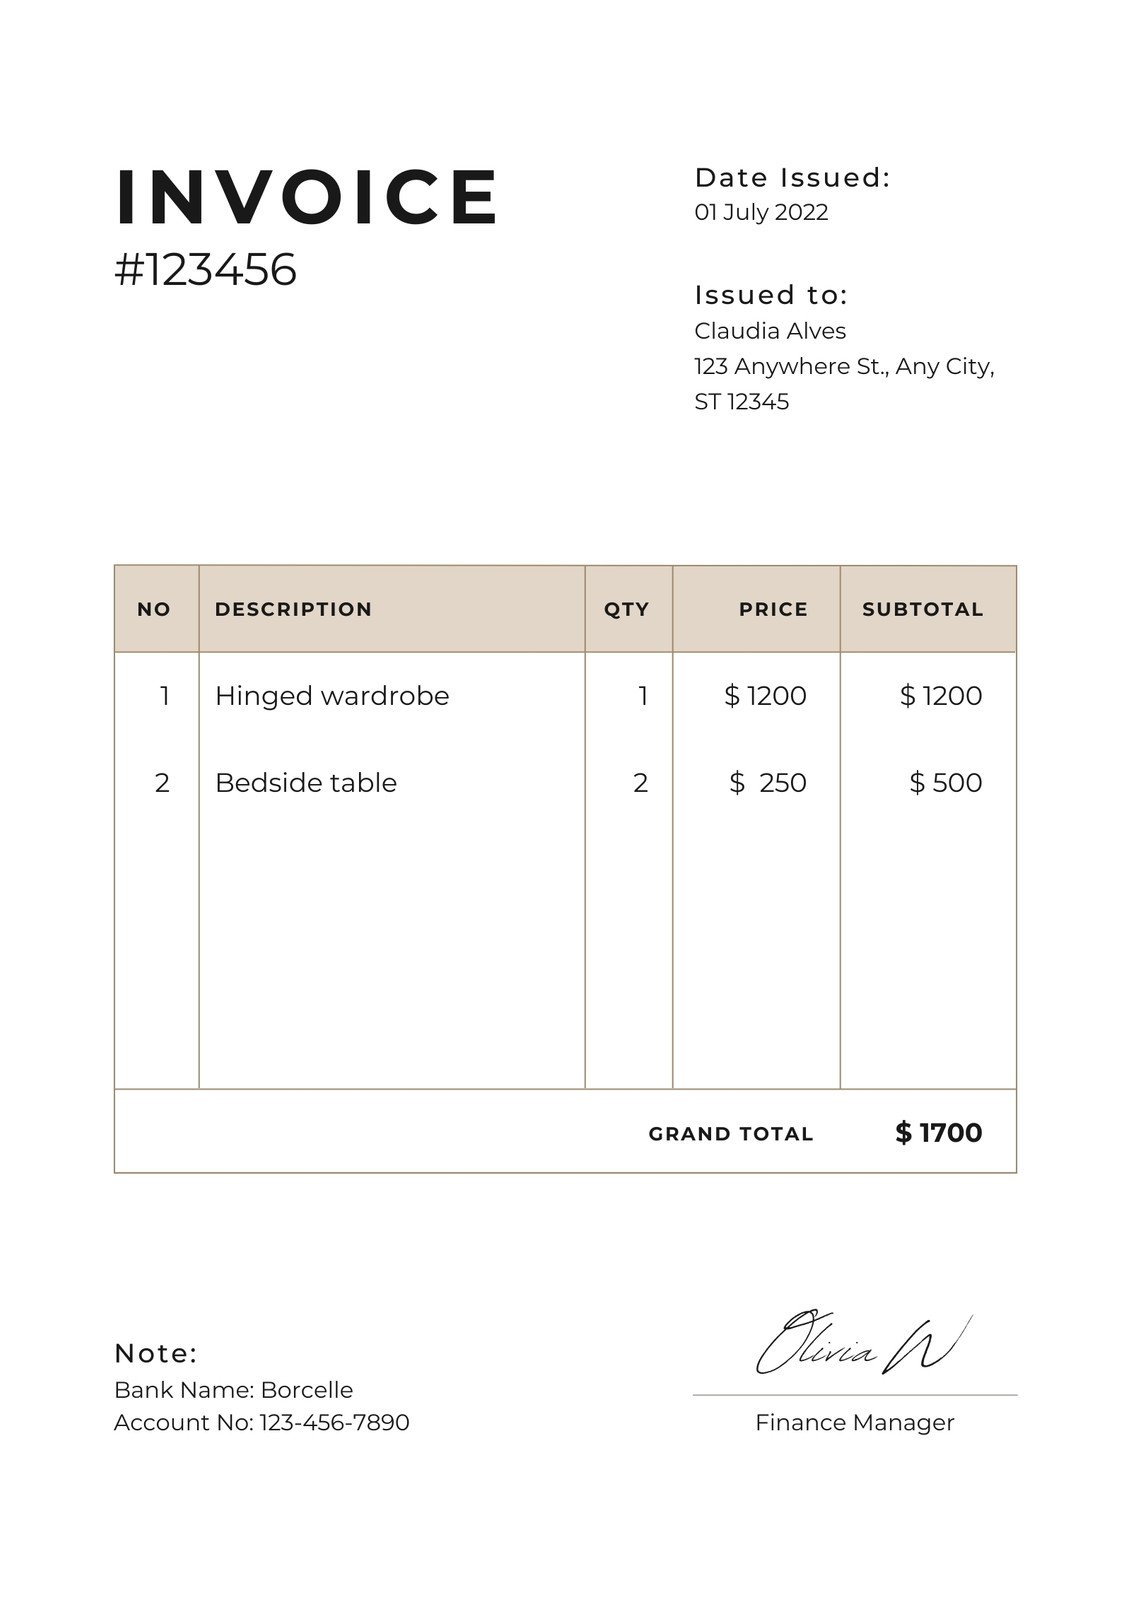 INVOICE
#123456
Date Issued:
01 July 2022
Issued to:
Claudia Alves
123 Anywhere St., Any City,
ST 12345
NO DESCRIPTION QTY PRICE SUBTOTAL
1 Hinged wardrobe 1 $ 1200 $ 1200
2 Bedside table 2 $ 250 $ 500
GRAND TOTAL $ 1700
Note:
Bank Name: Borcelle
Account No: 123-456-7890
Olivia W
Finance Manager